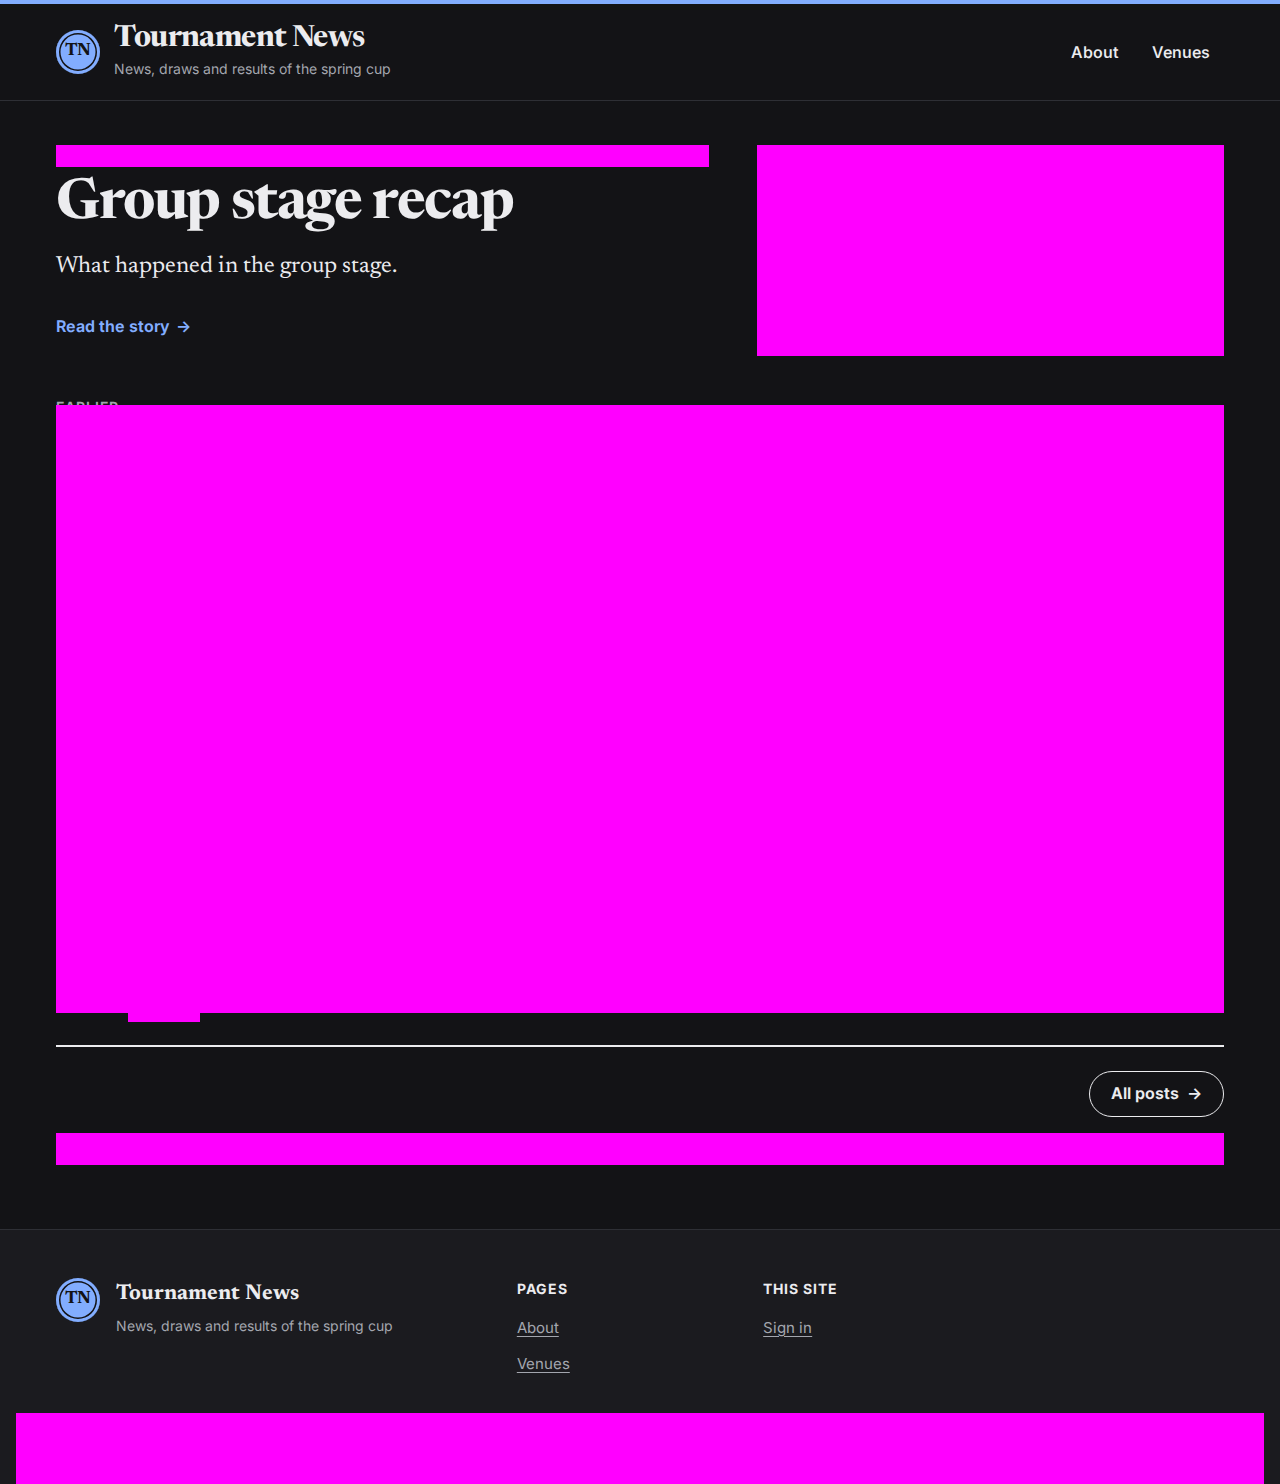 TN
Tournament News
News, draws and results of the spring cup
About
Venues
Group stage recap
What happened in the group stage.
Read the story →
EARLIER
All posts →
TN
Tournament News
News, draws and results of the spring cup
PAGES
About
Venues
THIS SITE
Sign in